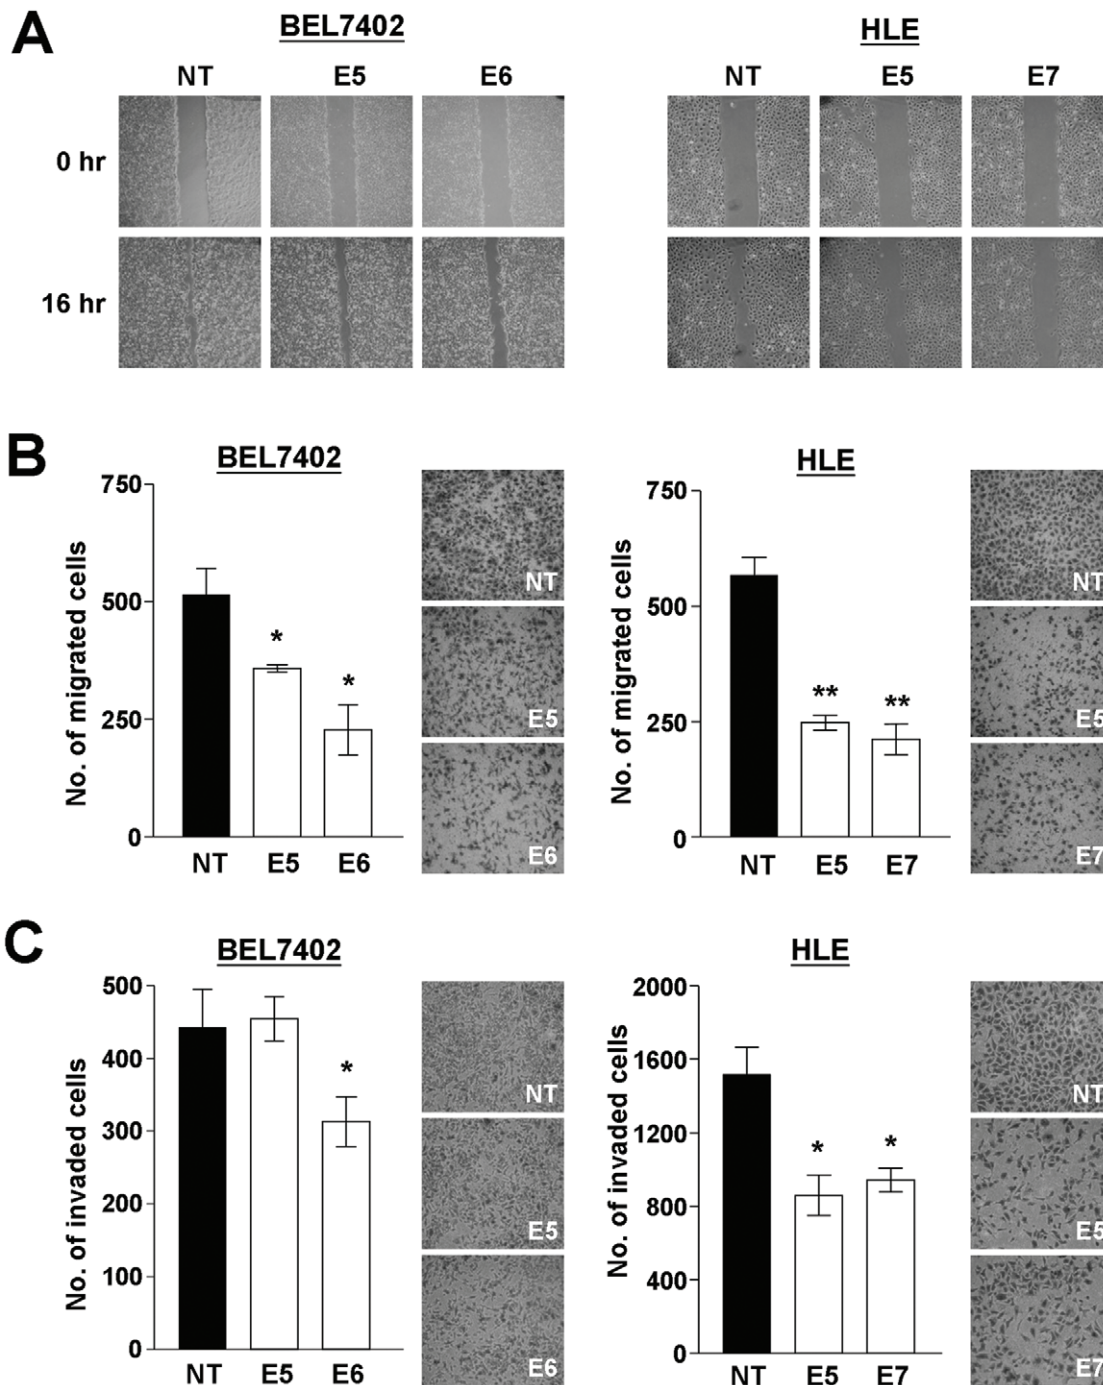 A
BEL7402
HLE
NT E5 E6
NT E5 E7
0 hr
16 hr
B
BEL7402
HLE
No. of migrated cells
750
500
250
0
*
*
NT E5 E6
NT
E5
E6
No. of migrated cells
750
500
250
0
**
**
NT E5 E7
NT
E5
E7
C
BEL7402
HLE
No. of invaded cells
500
400
300
200
100
0
*
NT E5 E6
NT
E5
E6
No. of invaded cells
2000
1600
1200
800
400
0
*
*
NT E5 E7
NT
E5
E7